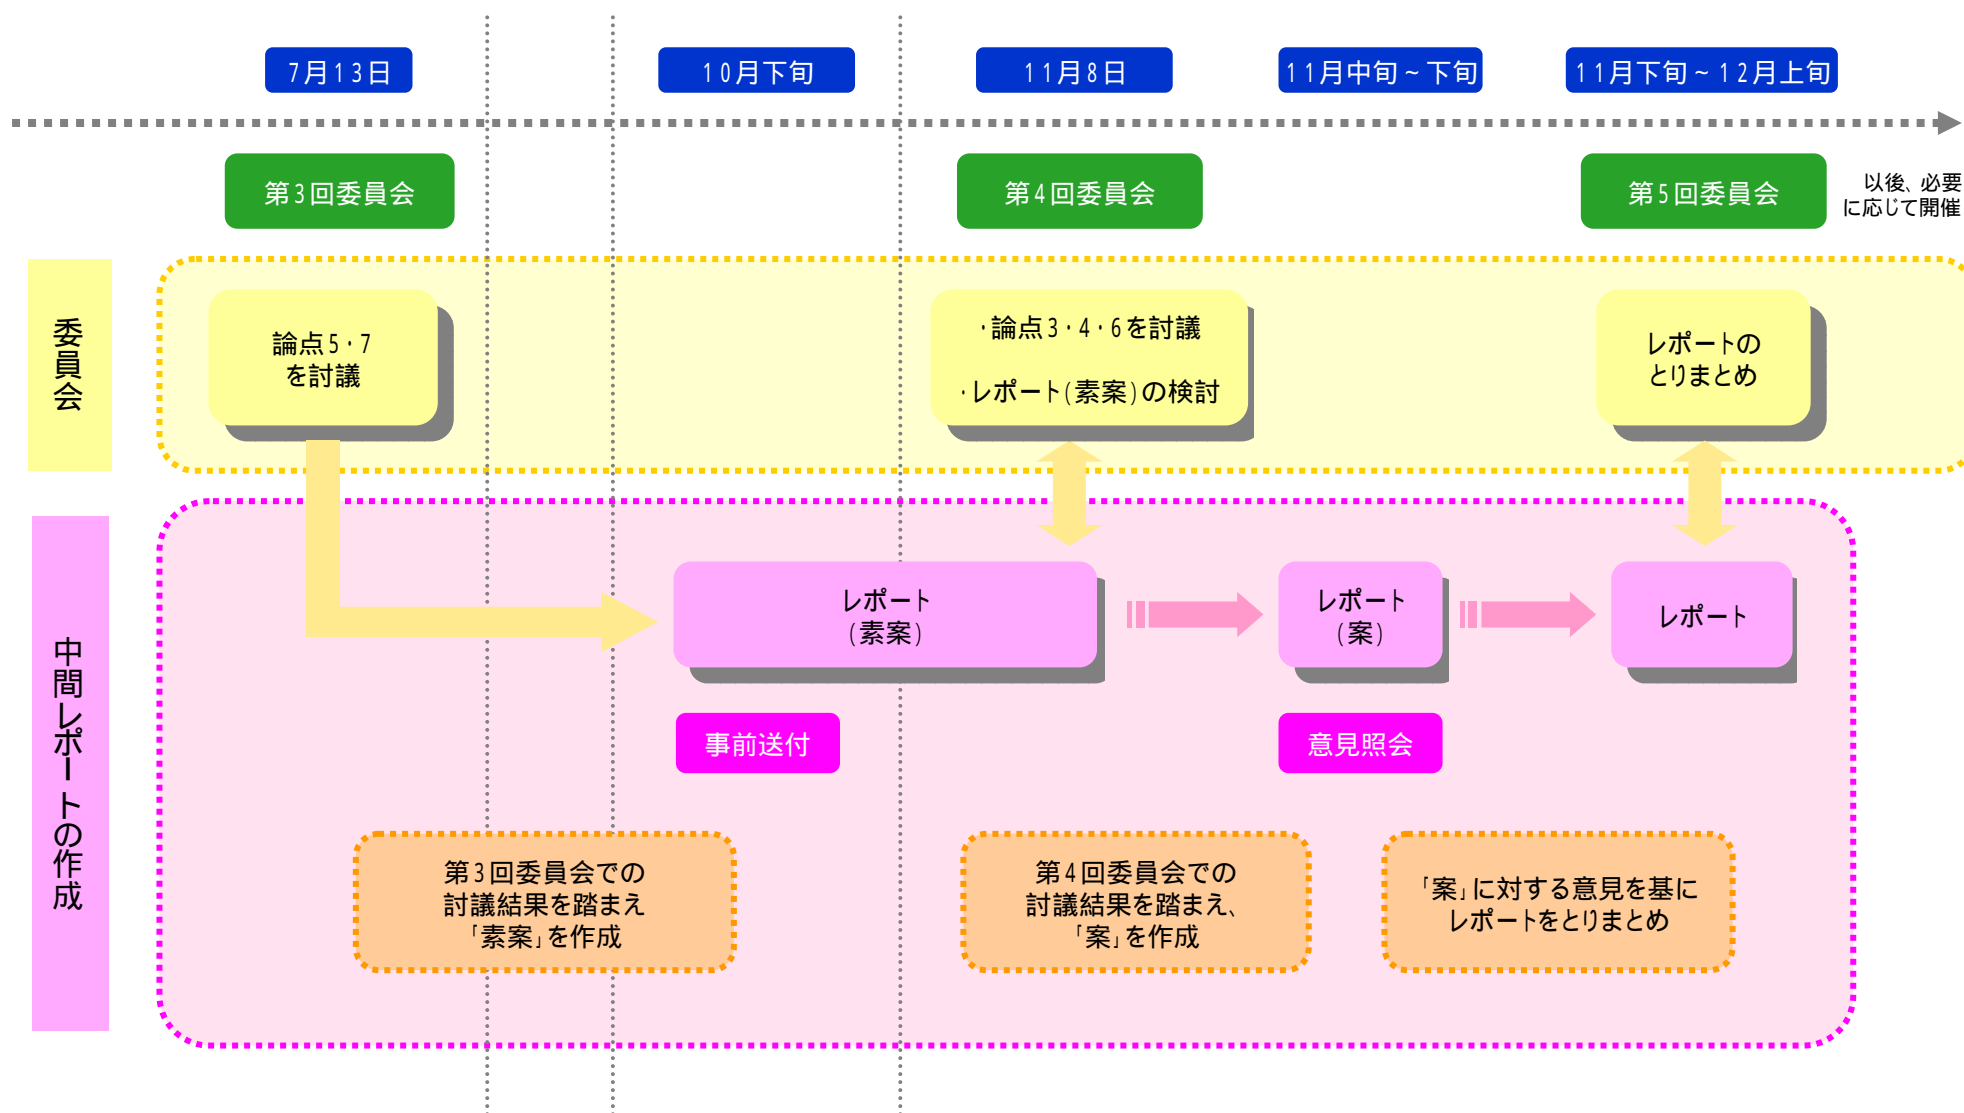 7月13日
10月下旬
11月8日
11月中旬~下旬
11月下旬~12月上旬
第3回委員会
第4回委員会
第5回委員会
以後、必要
に応じて開催
委員会
論点5・7
を討議
・論点3・4・6を討議
・レポート(素案)の検討
レポートの
とりまとめ
中間レポートの作成
レポート
(素案)
レポート
(案)
レポート
事前送付
意見照会
第3回委員会での
討議結果を踏まえ
「素案」を作成
第4回委員会での
討議結果を踏まえ、
「案」を作成
「案」に対する意見を基に
レポートをとりまとめ